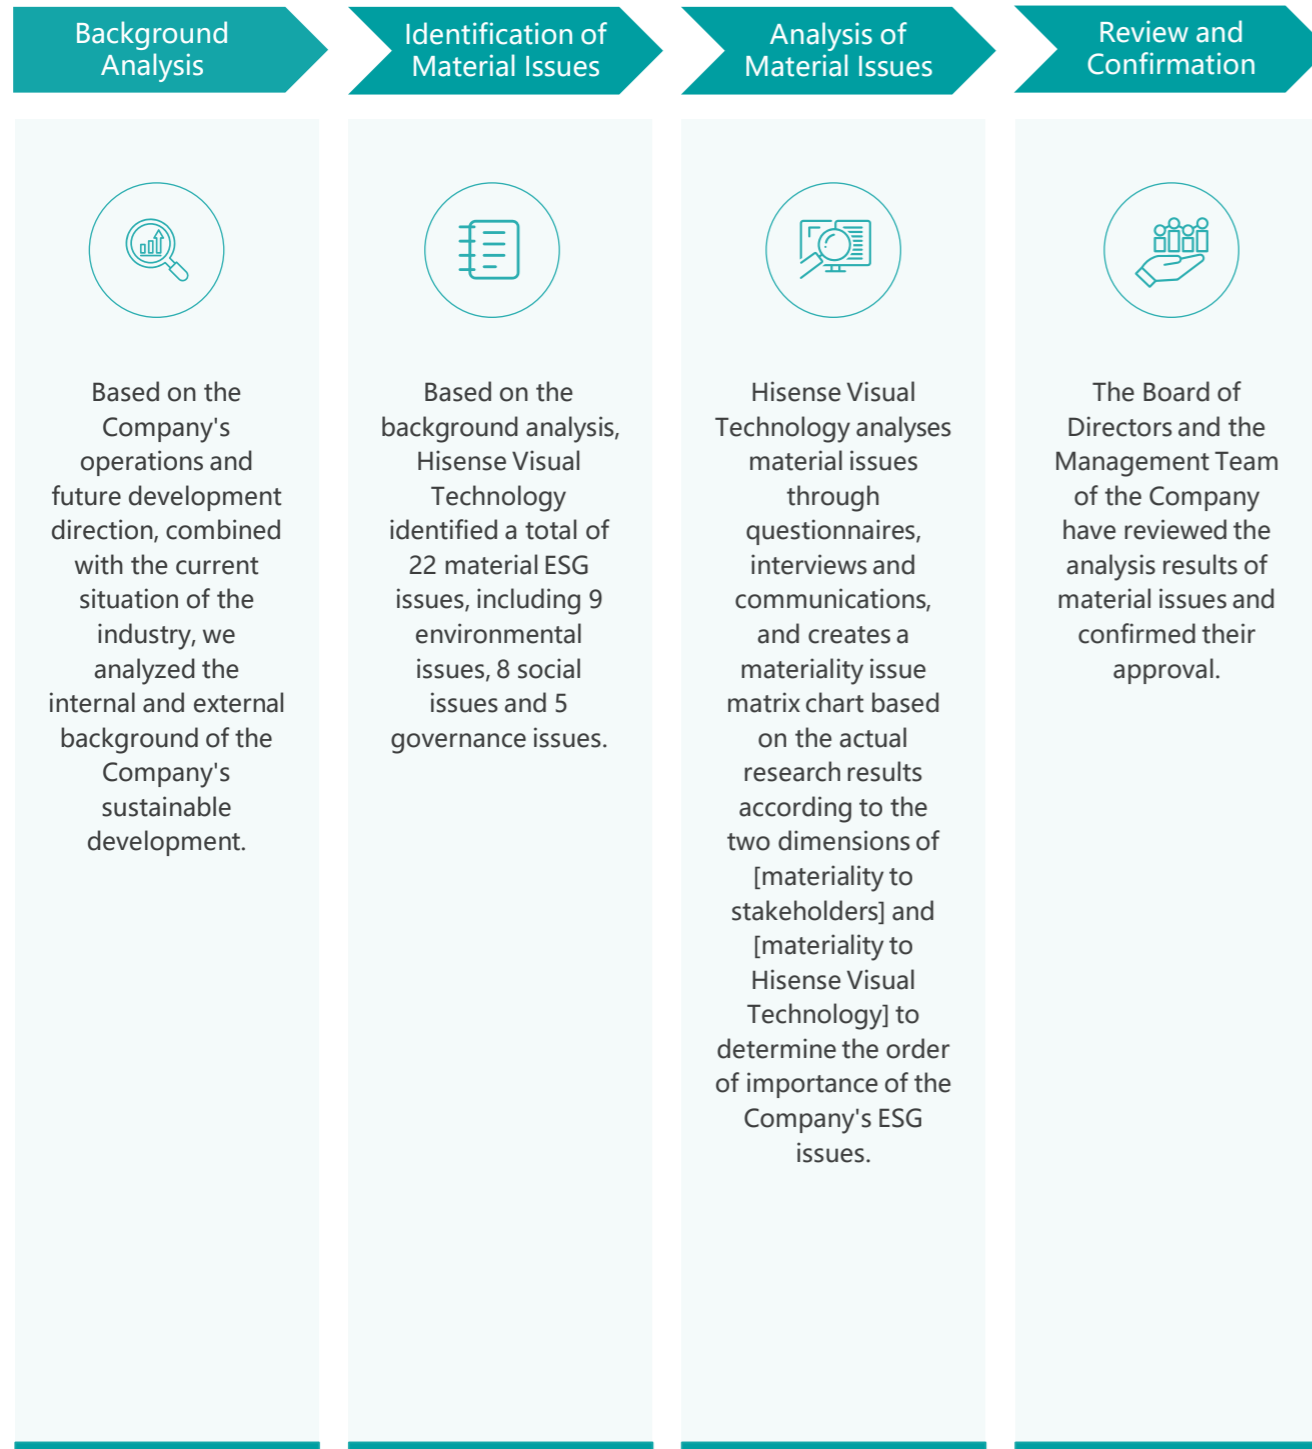 Background
Analysis
Identification of
Material Issues
Analysis of
Material Issues
Review and
Confirmation
Based on the
Company's
operations and
future development
direction, combined
with the current
situation of the
industry, we
analyzed the
internal and external
background of the
Company's
sustainable
development.
Based on the
background analysis,
Hisense Visual
Technology
identified a total of
22 material ESG
issues, including 9
environmental
issues, 8 social
issues and 5
governance issues.
Hisense Visual
Technology analyses
material issues
through
questionnaires,
interviews and
communications,
and creates a
materiality issue
matrix chart based
on the actual
research results
according to the
two dimensions of
[materiality to
stakeholders] and
[materiality to
Hisense Visual
Technology] to
determine the order
of importance of the
Company's ESG
issues.
The Board of
Directors and the
Management Team
of the Company
have reviewed the
analysis results of
material issues and
confirmed their
approval.